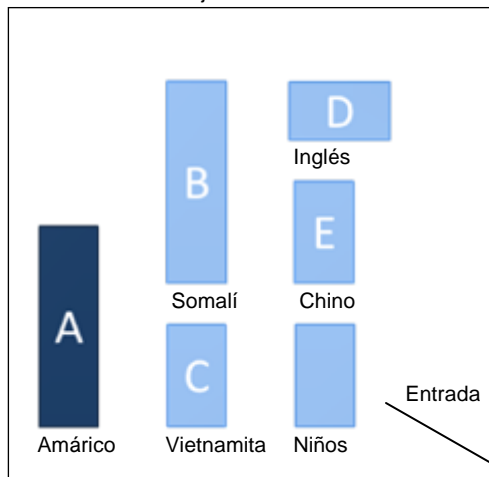 D
Inglés
B
E
Somalí
Chino
A
C
Entrada
Amárico
Vietnamita
Niños